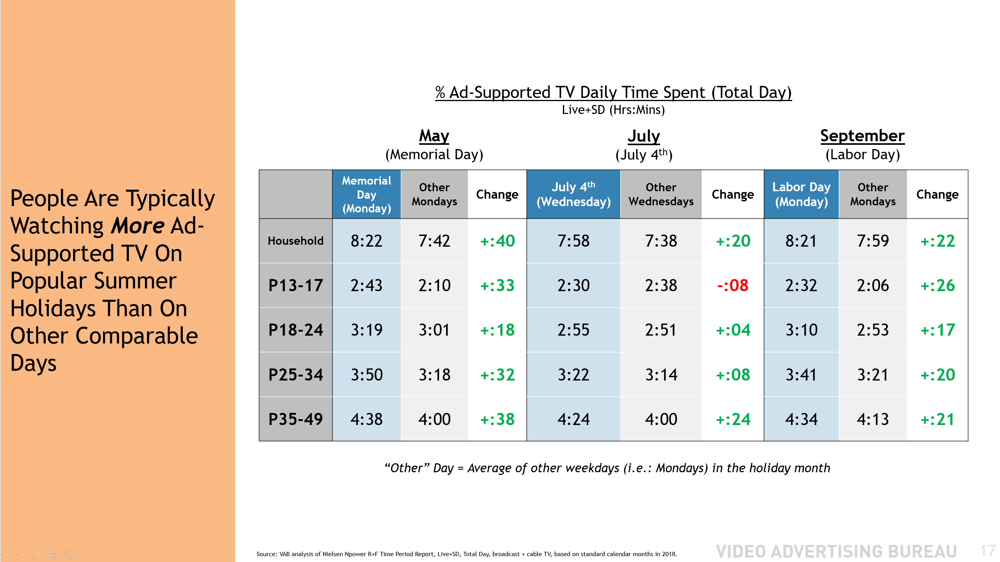 People Are Typically
Watching More Ad-
Supported TV On
Popular Summer
Holidays Than On
Other Comparable
Days
% Ad-Supported TV Daily Time Spent (Total Day)
Live+SD (Hrs:Mins)
May July September
(Memorial Day) (July 4th) (Labor Day)
Memorial Day (Monday) Other Mondays Change July 4th (Wednesday) Other Wednesdays Change Labor Day (Monday) Other Mondays Change
Household 8:22 7:42 +:40 7:58 7:38 +:20 8:21 7:59 +:22
P13-17 2:43 2:10 +:33 2:30 2:38 -:08 2:32 2:06 +:26
P18-24 3:19 3:01 +:18 2:55 2:51 +:04 3:10 2:53 +:17
P25-34 3:50 3:18 +:32 3:22 3:14 +:08 3:41 3:21 +:20
P35-49 4:38 4:00 +:38 4:24 4:00 +:24 4:34 4:13 +:21
“Other” Day = Average of other weekdays (i.e.: Mondays) in the holiday month
Source: VAB analysis of Nielsen Npower R+F Time Period Report, Live+SD, Total Day, broadcast + cable TV, based on standard calendar months in 2018.
VIDEO ADVERTISING BUREAU 17